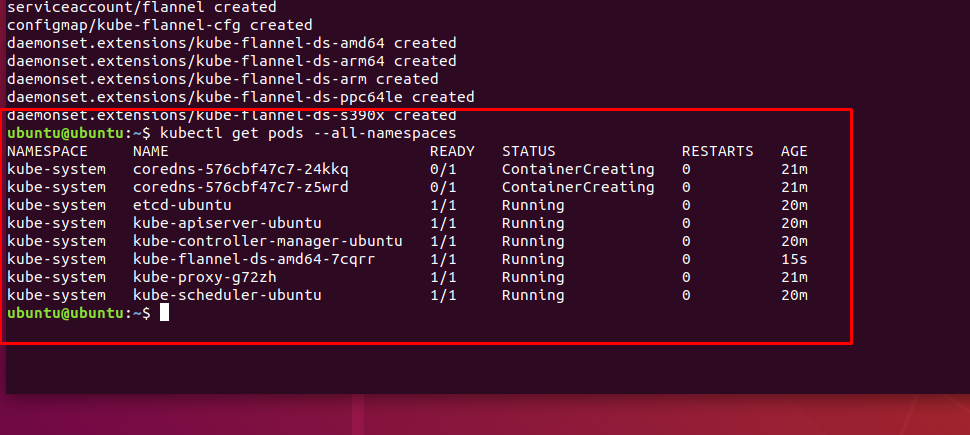 serviceaccount/flannel created
configmap/kube-flannel-cfg created
daemonset.extensions/kube-flannel-ds-amd64 created
daemonset.extensions/kube-flannel-ds-arm64 created
daemonset.extensions/kube-flannel-ds-arm created
daemonset.extensions/kube-flannel-ds-ppc64le created
daemonset.extensions/kube-flannel-ds-s390x created
ubuntu@ubuntu:~$ kubectl get pods --all-namespaces
NAMESPACE     NAME                             READY   STATUS              RESTARTS   AGE
kube-system   coredns-576cbf47c7-24kkq         0/1     ContainerCreating   0          21m
kube-system   coredns-576cbf47c7-z5wrd         0/1     ContainerCreating   0          21m
kube-system   etcd-ubuntu                      1/1     Running             0          20m
kube-system   kube-apiserver-ubuntu            1/1     Running             0          20m
kube-system   kube-controller-manager-ubuntu   1/1     Running             0          20m
kube-system   kube-flannel-ds-amd64-7cqrr      1/1     Running             0          15s
kube-system   kube-proxy-g72zh                 1/1     Running             0          21m
kube-system   kube-scheduler-ubuntu            1/1     Running             0          20m
ubuntu@ubuntu:~$